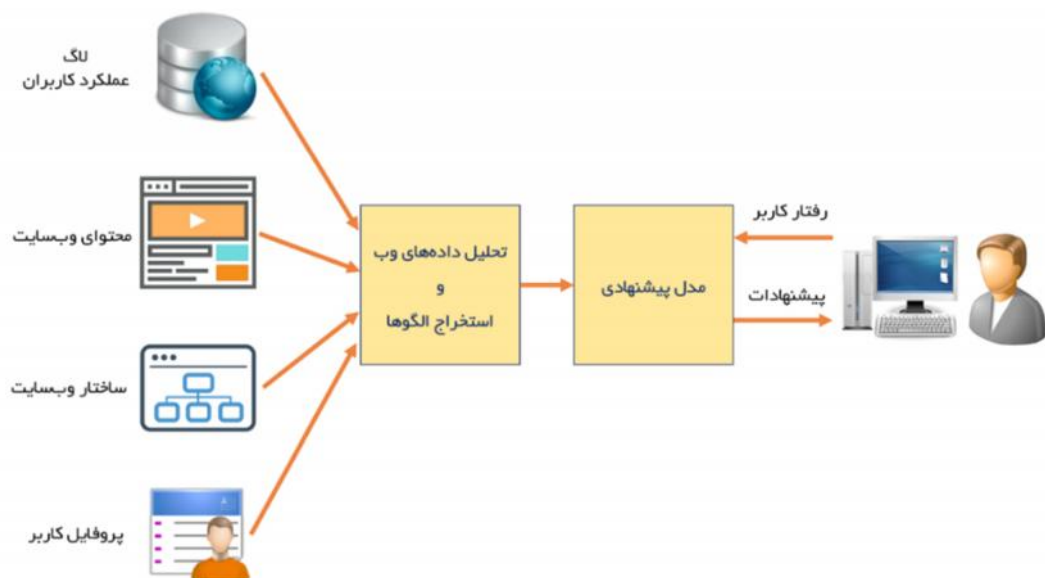 لاگ
عملکرد کاربران
محتوای وب‌سایت
ساختار وب‌سایت
پروفایل کاربر
تحلیل داده‌های وب
و
استخراج الگوها
مدل پیشنهادی
رفتار کاربر
پیشنهادات